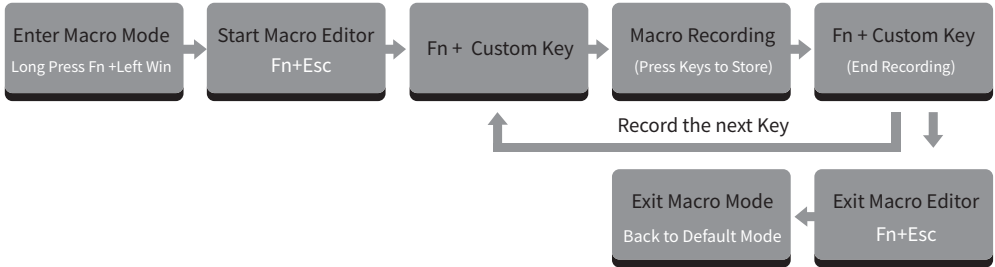 Enter Macro Mode
Long Press Fn +Left Win
Start Macro Editor
Fn+Esc
Fn + Custom Key
Macro Recording
(Press Keys to Store)
Fn + Custom Key
(End Recording)
Record the next Key
Exit Macro Mode
Back to Default Mode
Exit Macro Editor
Fn+Esc